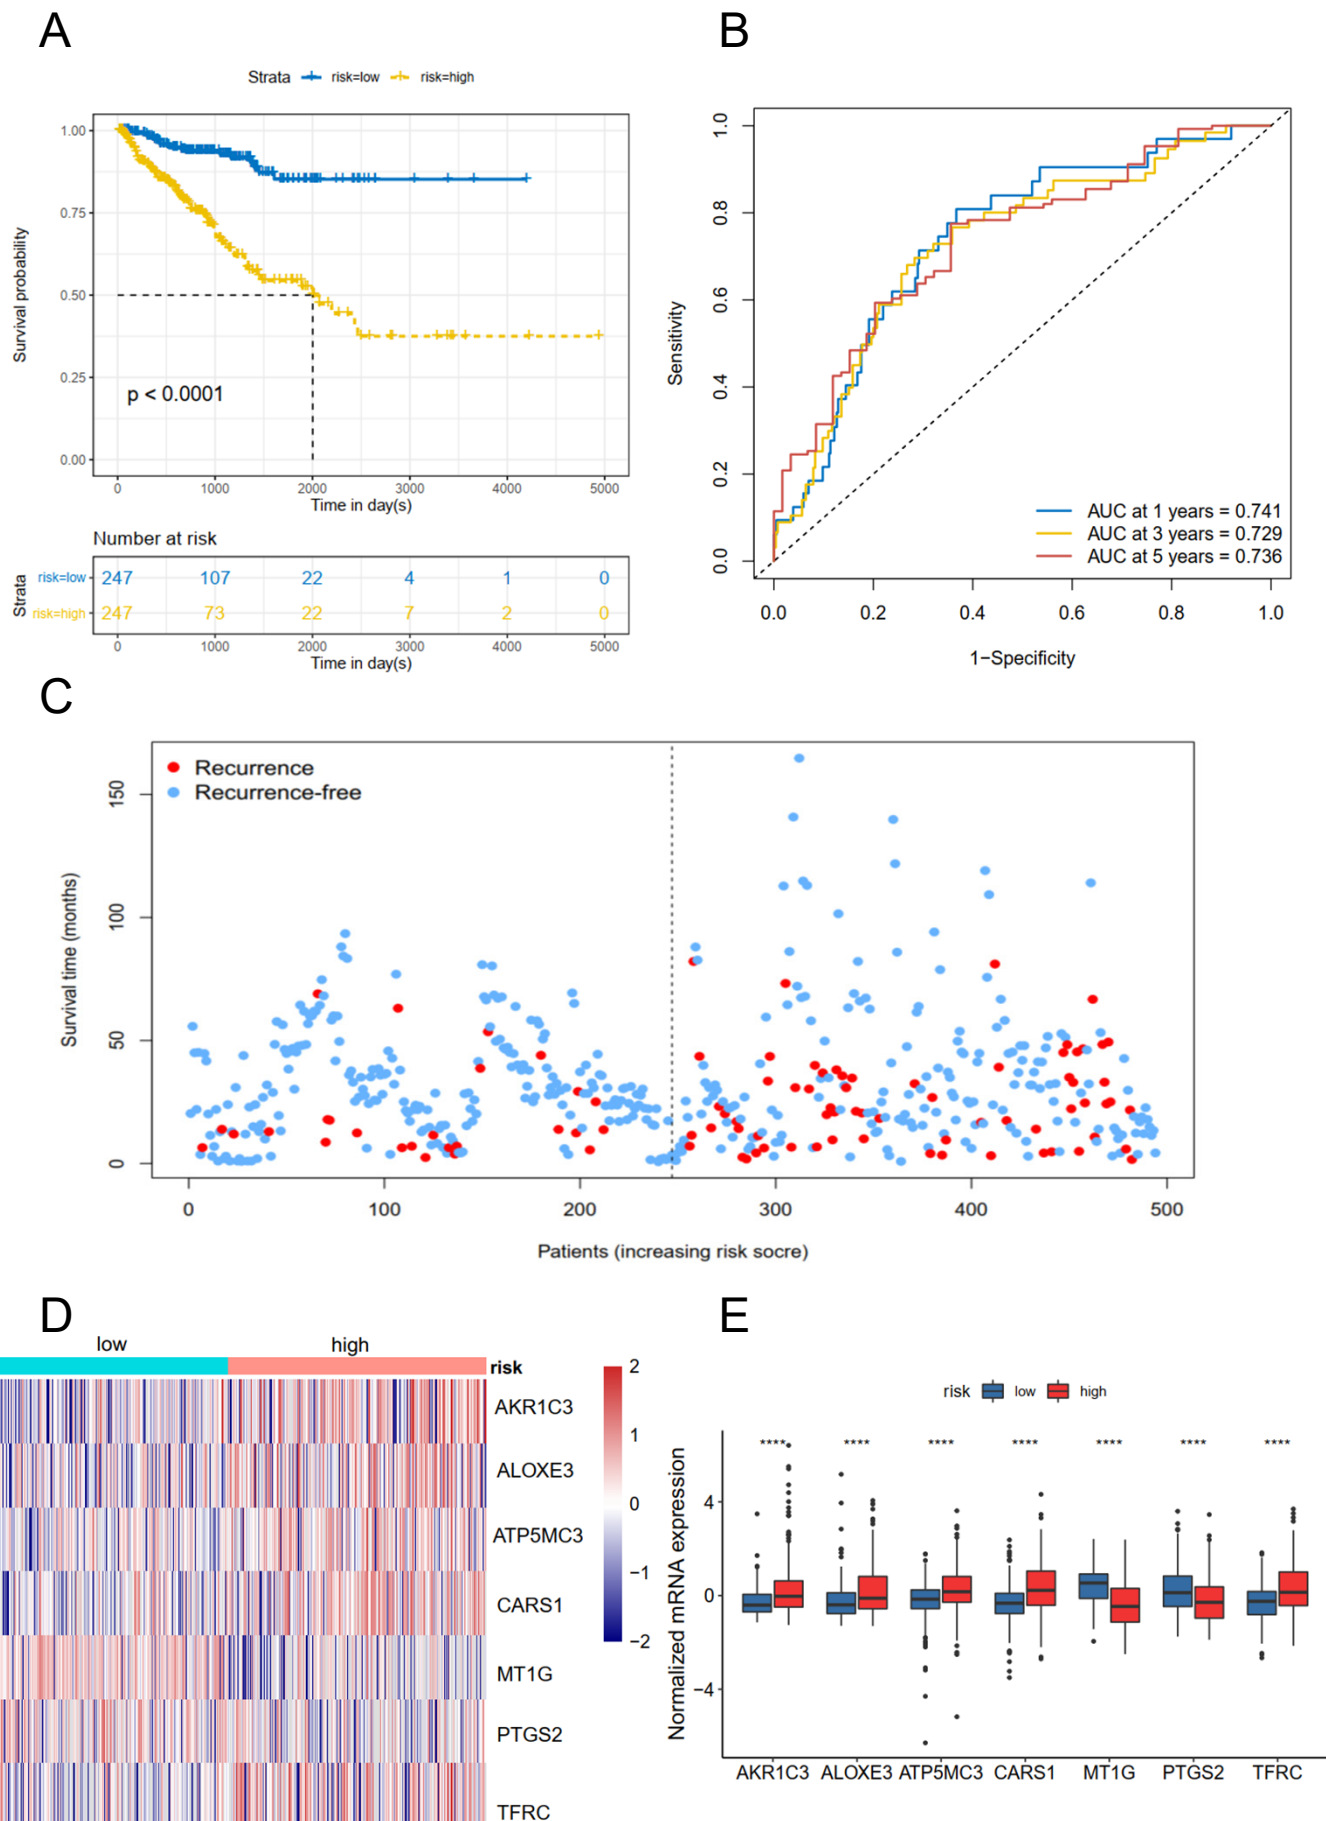 A
Strata risk=low risk=high
Survival probability
1.00
0.75
0.50
0.25
0.00
p < 0.0001
0 1000 2000 3000 4000 5000
Time in day(s)
Number at risk
Strata
risk=low 247 107 22 4 1 0
risk=high 247 73 22 7 2 0
0 1000 2000 3000 4000 5000
Time in day(s)
B
Sensitivity
1.0
0.8
0.6
0.4
0.2
0.0
AUC at 1 years = 0.741
AUC at 3 years = 0.729
AUC at 5 years = 0.736
0.0 0.2 0.4 0.6 0.8 1.0
1−Specificity
C
Recurrence
Recurrence-free
Survival time (months)
150
100
50
0
0 100 200 300 400 500
Patients (increasing risk socre)
D
low high
risk
AKR1C3
ALOXE3
ATP5MC3
CARS1
MT1G
PTGS2
TFRC
2
1
0
−1
−2
E
risk low high
Normalized mRNA expression
**** **** **** **** **** **** ****
4
0
−4
AKR1C3 ALOXE3 ATP5MC3 CARS1 MT1G PTGS2 TFRC